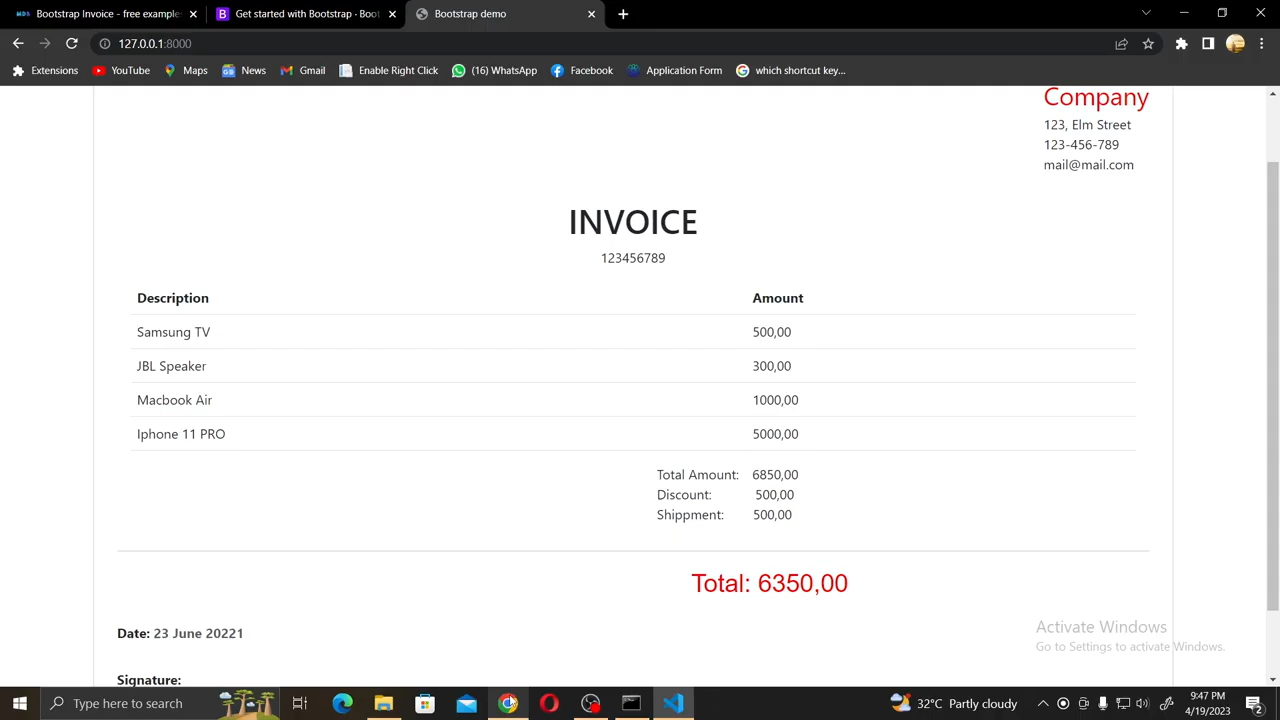 Material Design for Bootstrap - free example
Get started with Bootstrap - Boot
Bootstrap demo
127.0.0.1:8000
Extensions
YouTube
Maps
News
Gmail
Enable Right Click
(16) WhatsApp
Facebook
Application Form
which shortcut key...
Company
123, Elm Street
123-456-789
mail@mail.com
INVOICE
123456789
Description Amount
Samsung TV 500,00
JBL Speaker 300,00
Macbook Air 1000,00
Iphone 11 PRO 5000,00
Total Amount: 6850,00
Discount: 500,00
Shippment: 500,00
Total: 6350,00
Date: 23 June 20221
Signature:
Activate Windows
Go to Settings to activate Windows.
Type here to search
32°C Partly cloudy
9:47 PM
4/19/2023
2